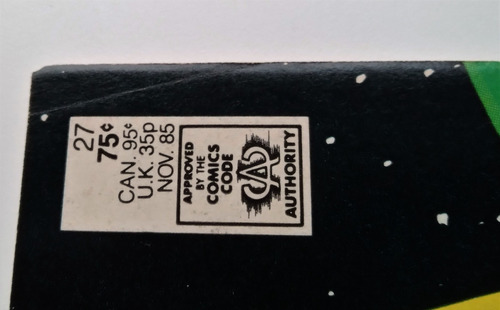 27
75¢
CAN. 95¢
U.K. 35p
NOV. 85
APPROVED
BY THE
COMICS
CODE
CA
AUTHORITY